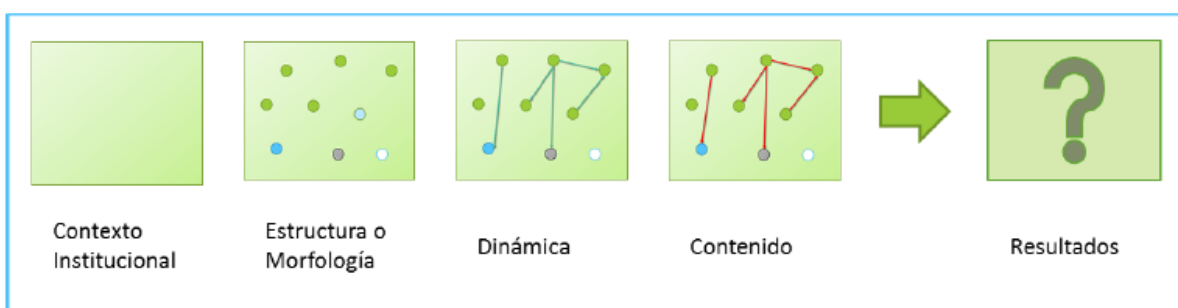 Contexto
Institucional
Estructura o
Morfología
Dinámica
Contenido
Resultados
?